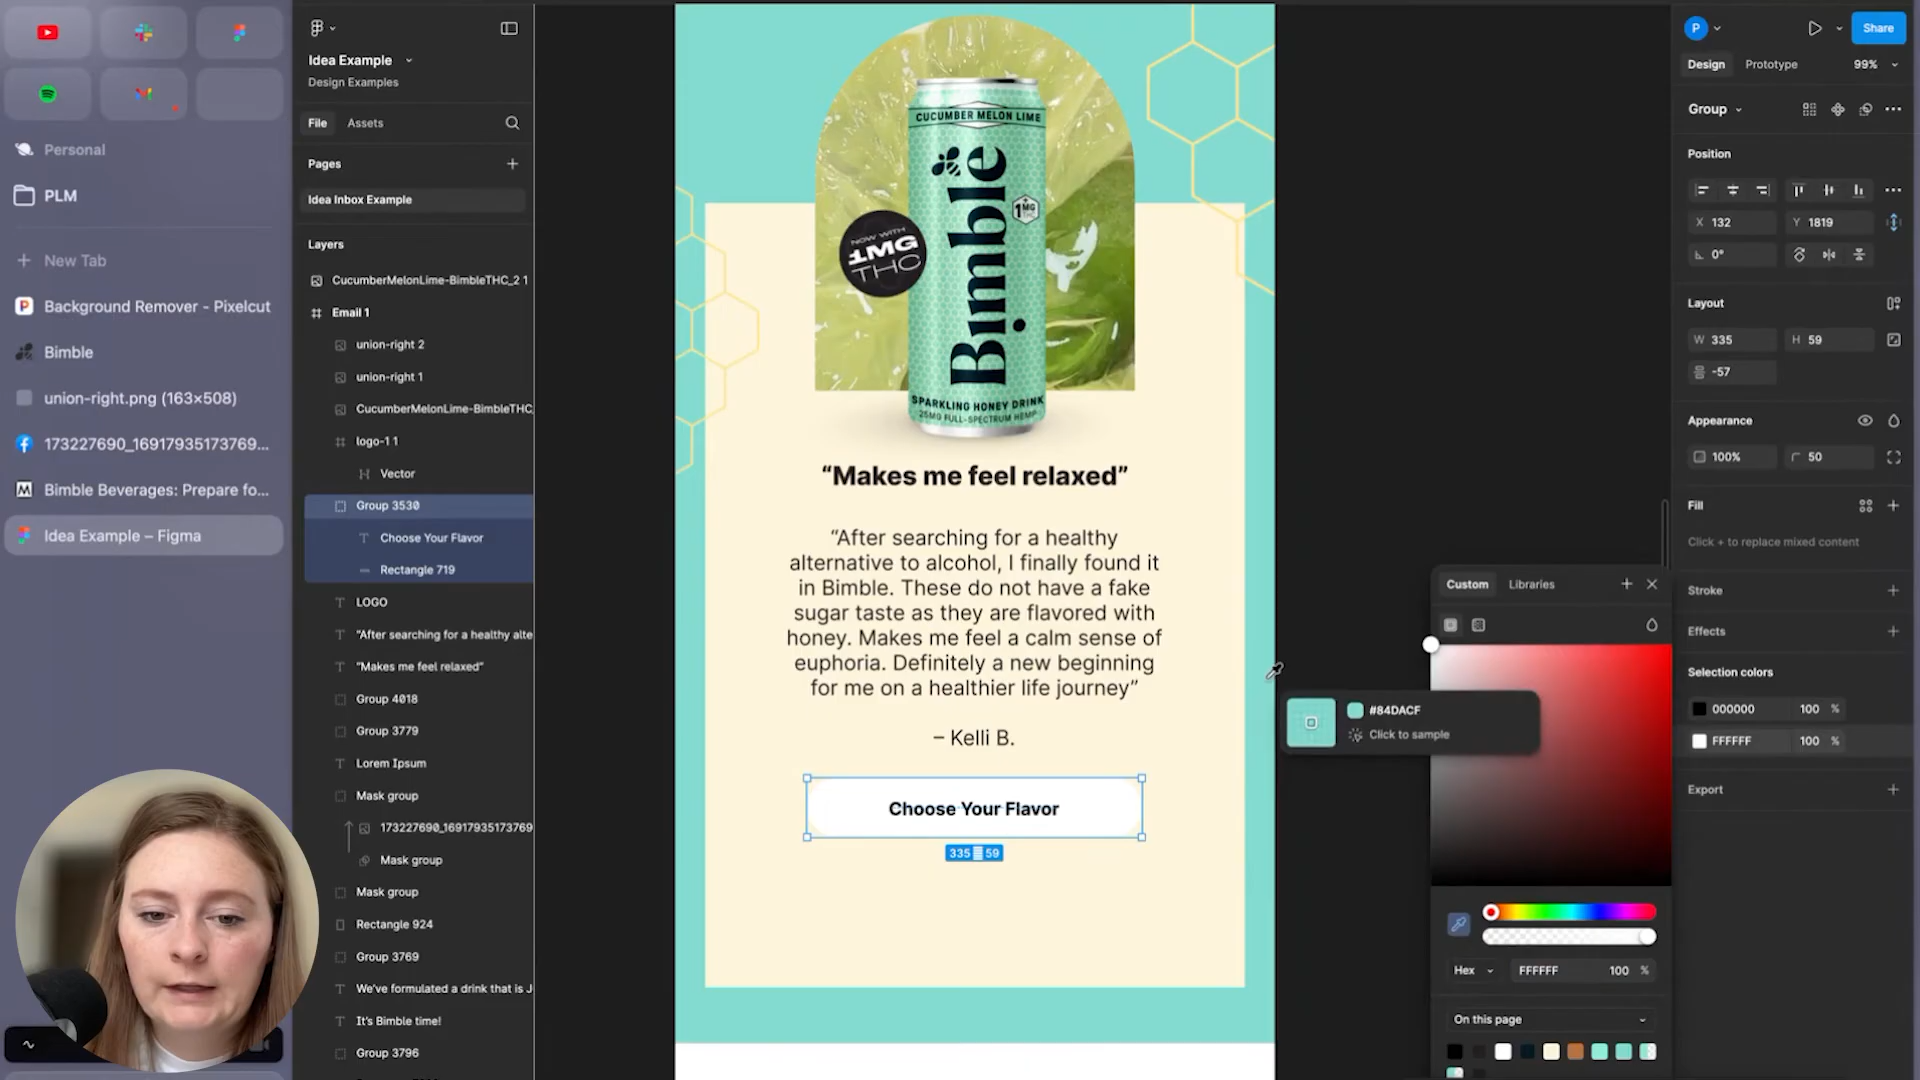 Personal
PLM
New Tab
Background Remover - Pixelcut
Bimble
union-right.png (163×508)
173227690_16917935173769...
Bimble Beverages: Prepare fo...
Idea Example – Figma
Idea Example
Design Examples
File
Assets
Pages
Idea Inbox Example
Layers
CucumberMelonLime-BimbleTHC_2 1
Email 1
union-right 2
union-right 1
CucumberMelonLime-BimbleTHC_
logo-1 1
Vector
Group 3530
Choose Your Flavor
Rectangle 719
LOGO
"After searching for a healthy alte
"Makes me feel relaxed"
Group 4018
Group 3779
Lorem Ipsum
Mask group
173227690_16917935173769
Mask group
Mask group
Rectangle 924
Group 3769
We've formulated a drink that is J
It's Bimble time!
Group 3796
CUCUMBER MELON LIME
Bimble
1MG
THC
NOW WITH
1MG
THC
SPARKLING HONEY DRINK
25MG FULL-SPECTRUM HEMP
“Makes me feel relaxed”
“After searching for a healthy
alternative to alcohol, I finally found it
in Bimble. These do not have a fake
sugar taste as they are flavored with
honey. Makes me feel a calm sense of
euphoria. Definitely a new beginning
for me on a healthier life journey”
– Kelli B.
Choose Your Flavor
335 59
#84DACF
Click to sample
Custom
Libraries
Hex
FFFFFF
100 %
On this page
P
Share
Design
Prototype
99%
Group
Position
X 132
Y 1819
0°
Layout
W 335
H 59
-57
Appearance
100%
50
Fill
Click + to replace mixed content
Stroke
Effects
Selection colors
000000 100 %
FFFFFF 100 %
Export